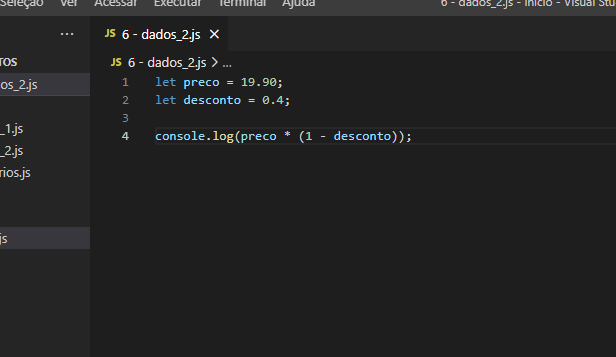 Seleção Ver Acessar Executar Terminal Ajuda 6 - dados_2.js - Início - Visual Stu
JS 6 - dados_2.js ×
TOS
JS 6 - dados_2.js > ...
os_2.js
1 let preco = 19.90;
2 let desconto = 0.4;
3
_1.js
4 console.log(preco * (1 - desconto));
_2.js
rios.js
js